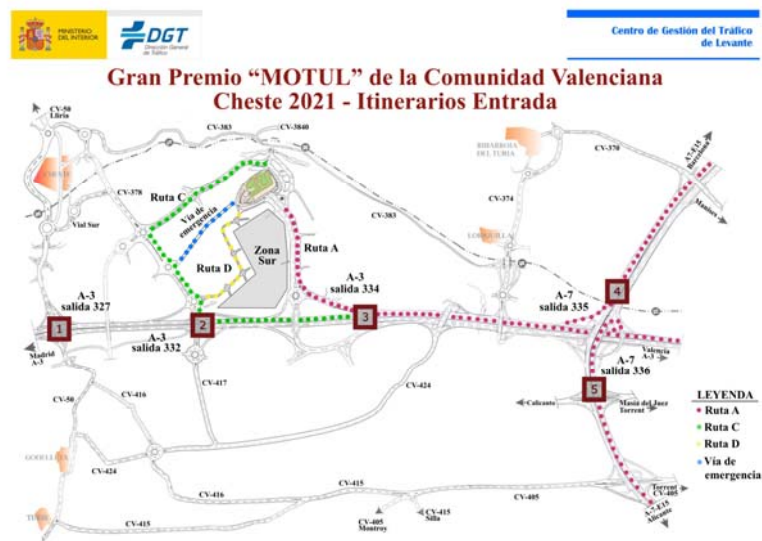 MINISTERIO
DEL INTERIOR
DGT
Dirección General
de Tráfico
Centro de Gestión del Tráfico
de Levante
Gran Premio “MOTUL” de la Comunidad Valenciana
Cheste 2021 - Itinerarios Entrada
CV-50
Lliria
CV-383
CV-3840
RIBARROJA
DEL TURIA
CV-370
A-7-E15
Barcelona
CHESTE
CV-378
Ruta C
Vía de
emergencia
CV-374
Manises
Vial Sur
CV-383
LORIGUILLA
Zona
Sur
Ruta A
Ruta D
A-3
salida 327
A-3
salida 334
A-7
salida 335
4
1
2
3
A-3
salida 332
Madrid
A-3
Valencia
A-3
A-7
salida 336
CV-416
CV-417
CV-424
5
CV-50
Calicanto
Masia del Juez
Torrent
LEYENDA
Ruta A
Ruta C
Ruta D
Vía de
emergencia
GODELLETA
CV-424
CV-416
CV-415
CV-405
Torrent
CV-405
CV-415
CV-405
Montroy
CV-415
Silla
A-7-E15
Alicante